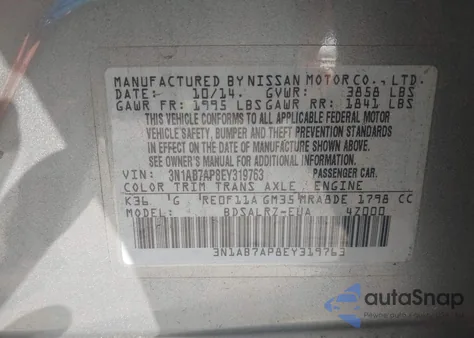 MANUFACTURED BY NISSAN MOTOR CO., LTD.
DATE: 10/14. GVWR: 3858 LBS
GAWR FR: 1995 LBS GAWR RR: 1841 LBS
THIS VEHICLE CONFORMS TO ALL APPLICABLE FEDERAL MOTOR
VEHICLE SAFETY, BUMPER AND THEFT PREVENTION STANDARDS
IN EFFECT ON THE DATE OF MANUFACTURE SHOWN ABOVE.
SEE OWNER'S MANUAL FOR ADDITIONAL INFORMATION.
VIN: 3N1AB7AP8EY319763 PASSENGER CAR.
COLOR TRIM TRANS AXLE ENGINE
K36 G RE0F11A GM35 MRA8DE 1798 CC
MODEL: BDSALRZ-EUA 47000
3N1AB7AP8EY319763
autoSnap